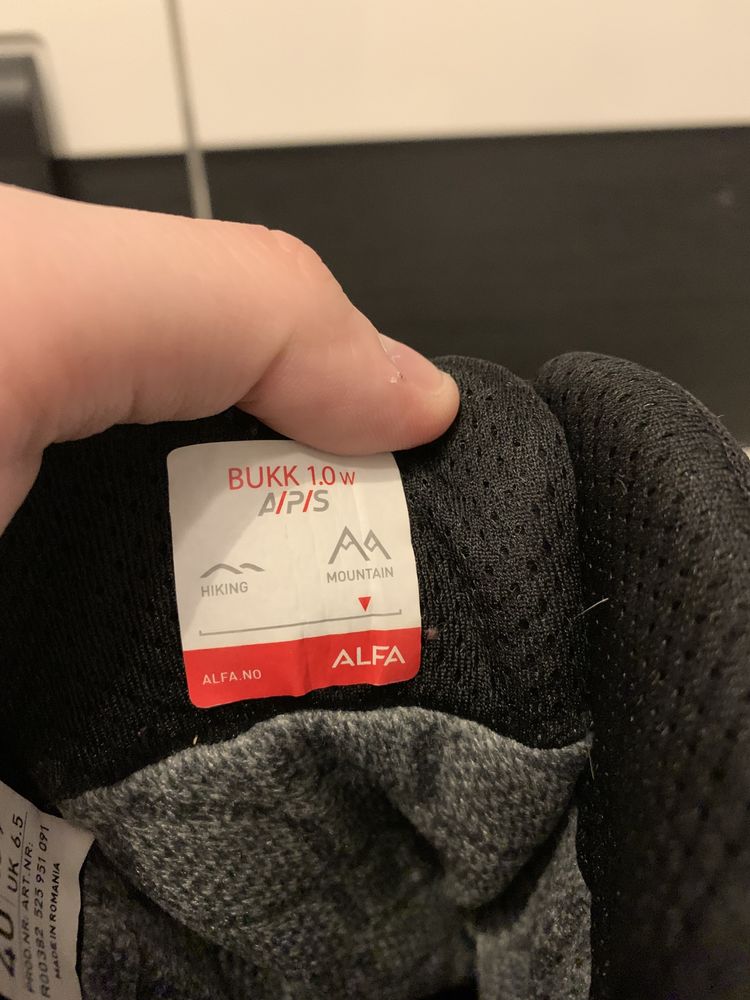 BUKK 1.0 W
A/P/S
HIKING
MOUNTAIN
ALFA.NO
ALFA
40 / UK 6.5
PROD.NR: ART.NR:
R00382 525 951 091
MADE IN ROMANIA